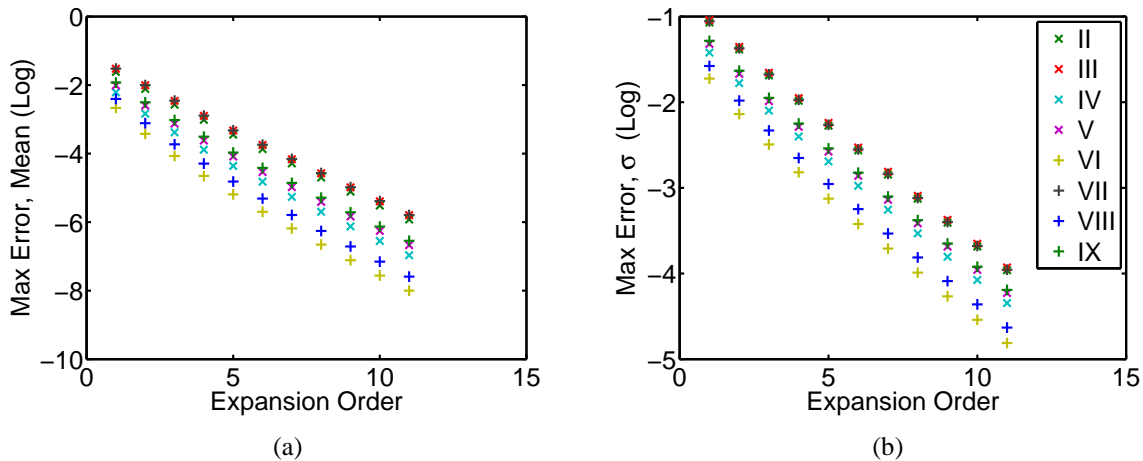 0
−2
−4
−6
−8
−10
0
5
10
15
Max Error, Mean (Log)
Expansion Order
(a)
−1
−2
−3
−4
−5
0
5
10
15
Max Error, σ (Log)
Expansion Order
II
III
IV
V
VI
VII
VIII
IX
(b)